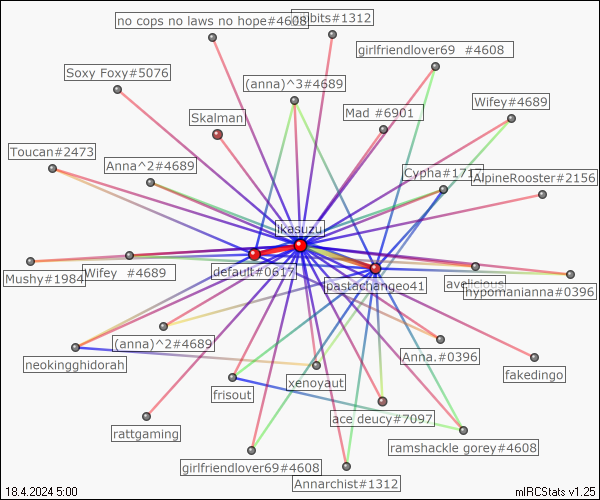 no cops no laws no hope#4608
bits#1312
girlfriendlover69 #4608
Soxy Foxy#5076
(anna)^3#4689
Wifey#4689
Mad #6901
Skalman
Toucan#2473
Anna^2#4689
Cypha#1717
AlpineRooster#2156
ikasuzu
default#0617
pastachangeo41
Mushy#1984
Wifey #4689
avelicious
hypomanianna#0396
(anna)^2#4689
Anna.#0396
neokingghidorah
xenoyaut
fakedingo
frisout
ace deucy#7097
rattgaming
ramshackle gorey#4608
girlfriendlover69#4608
Annarchist#1312
18.4.2024 5:00
mIRCStats v1.25